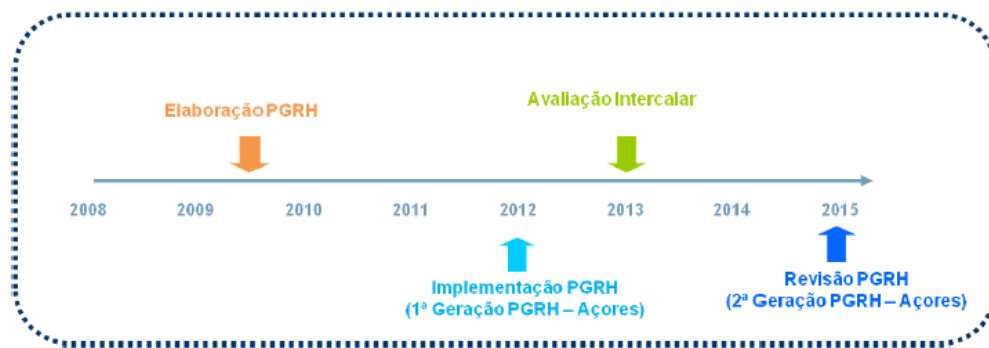 Elaboração PGRH
Avaliação Intercalar
2008 2009 2010 2011 2012 2013 2014 2015
Implementação PGRH
(1ª Geração PGRH – Açores)
Revisão PGRH
(2ª Geração PGRH – Açores)